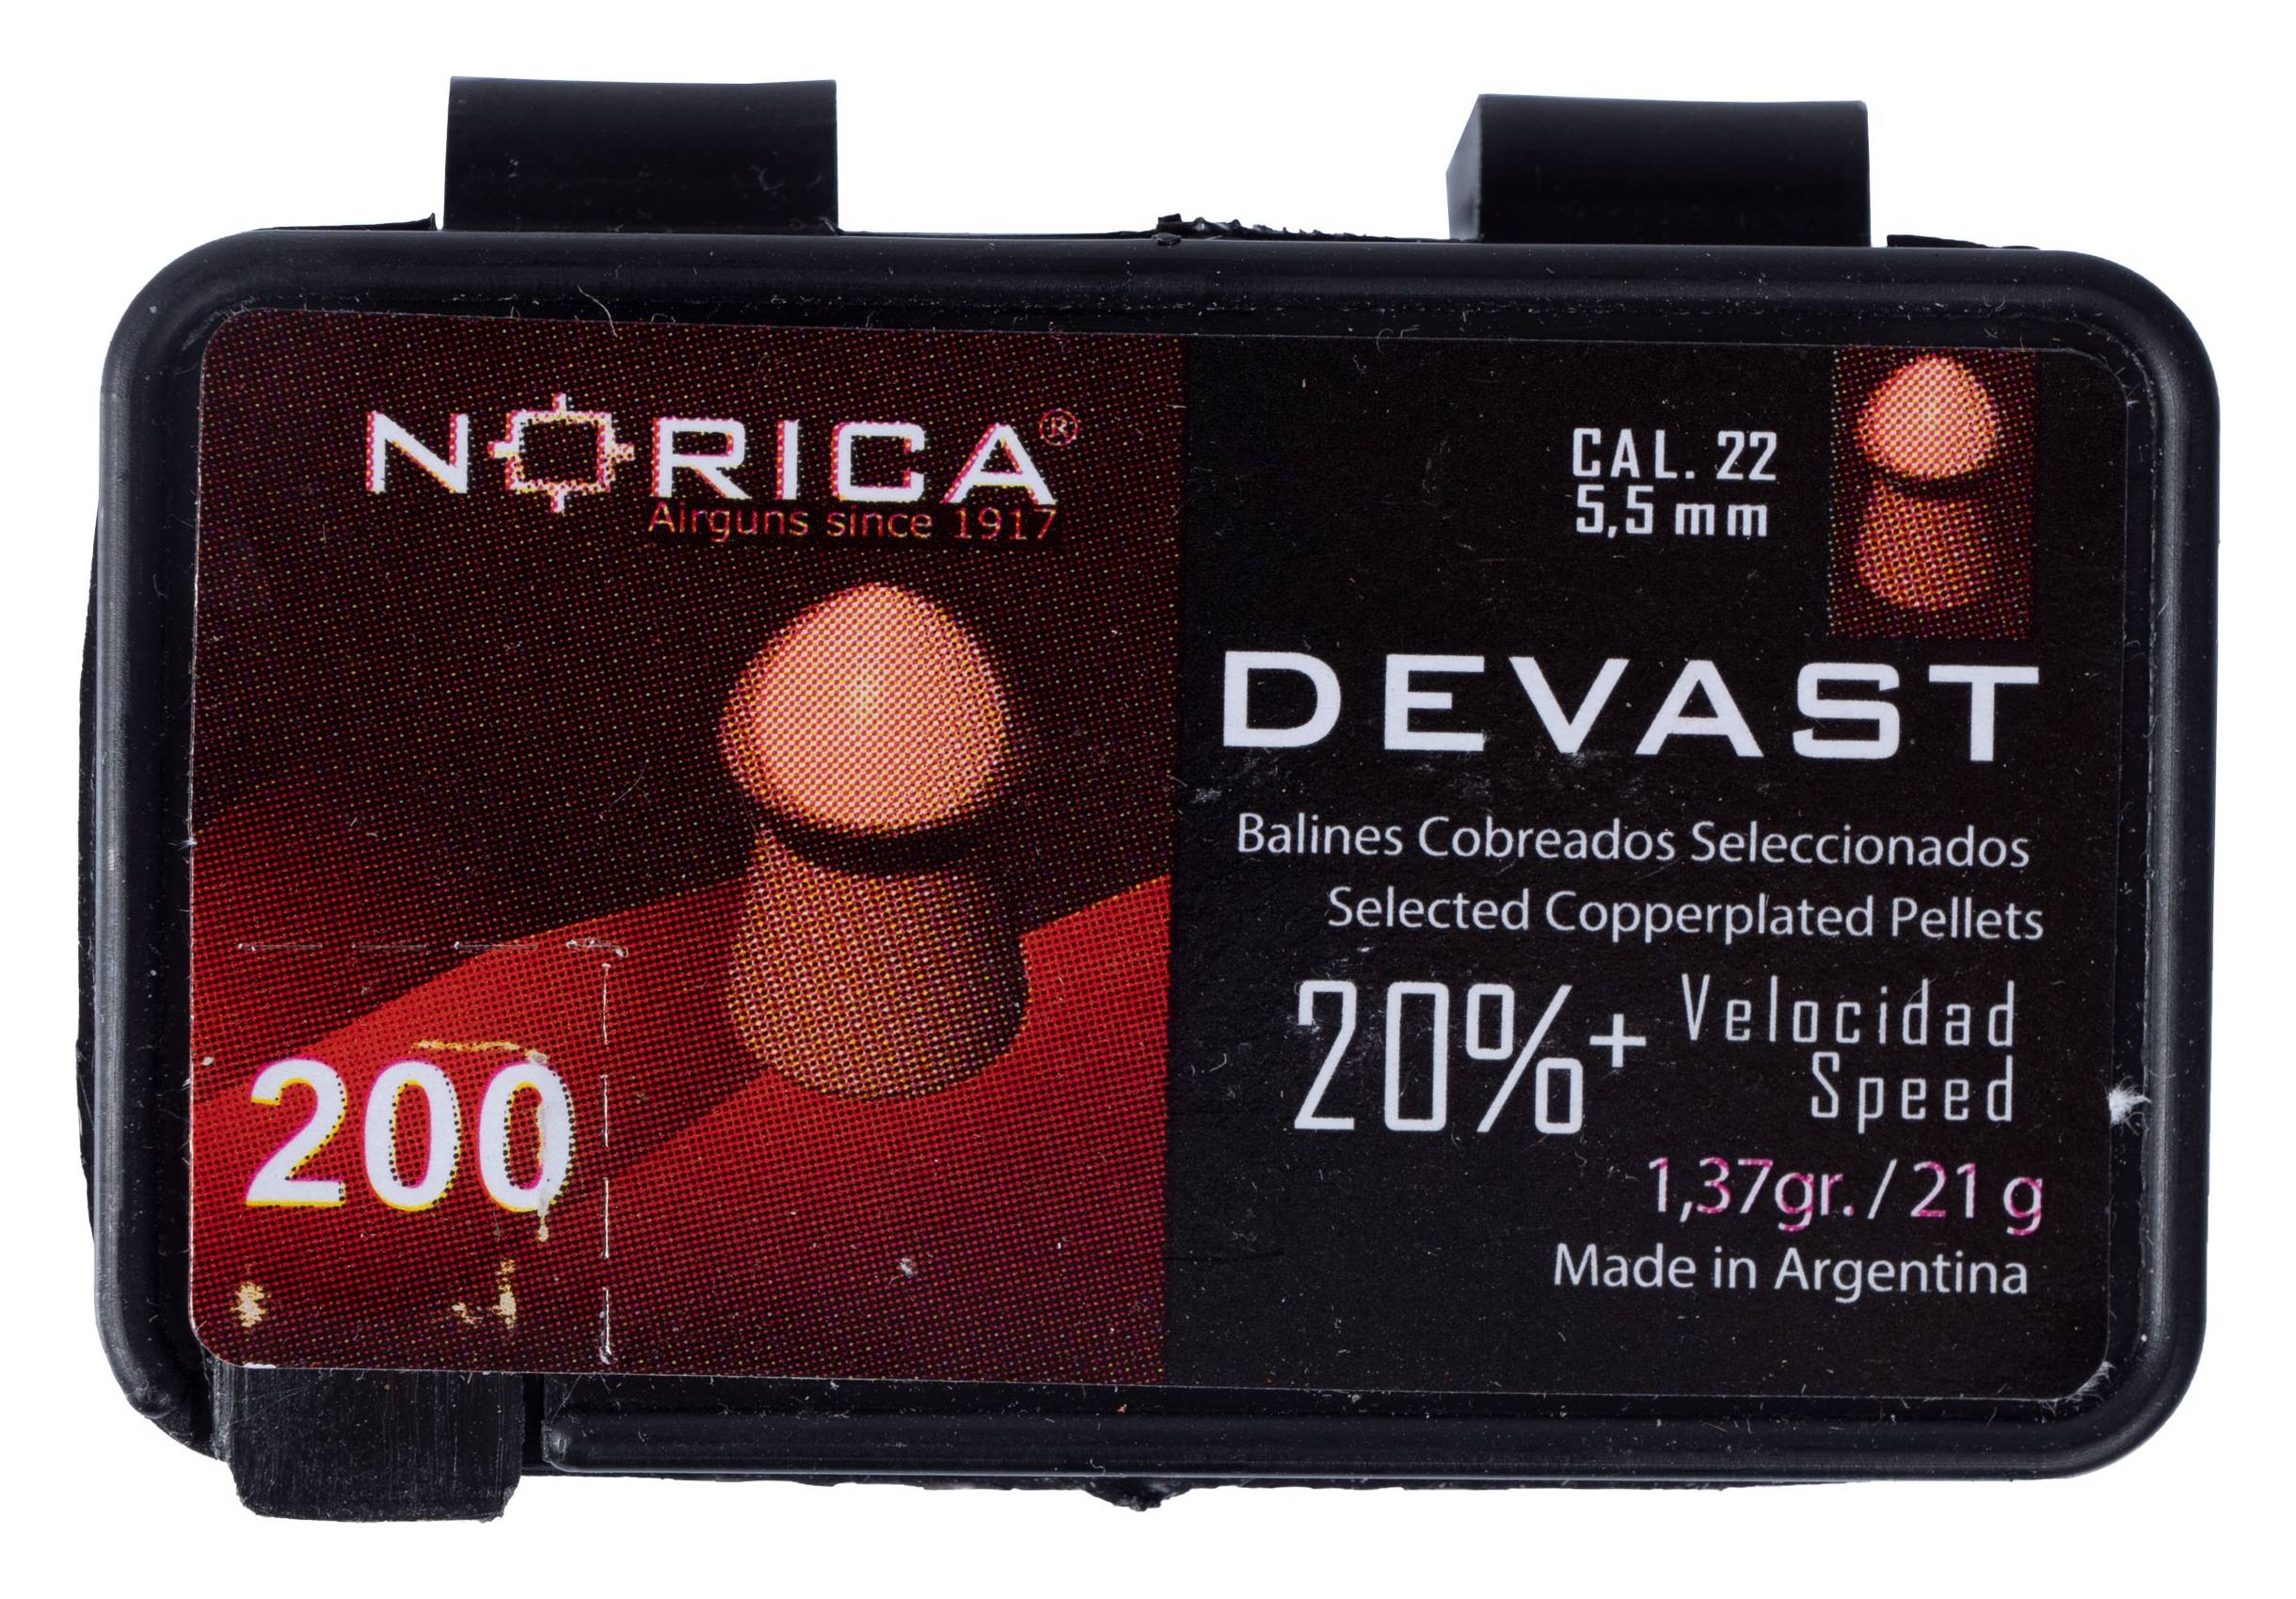 NORICA®
Airguns since 1917
200
CAL. 22
5,5 mm
DEVAST
Balines Cobreados Seleccionados
Selected Copperplated Pellets
20%+ Velocidad
Speed
1,37gr. / 21 g
Made in Argentina